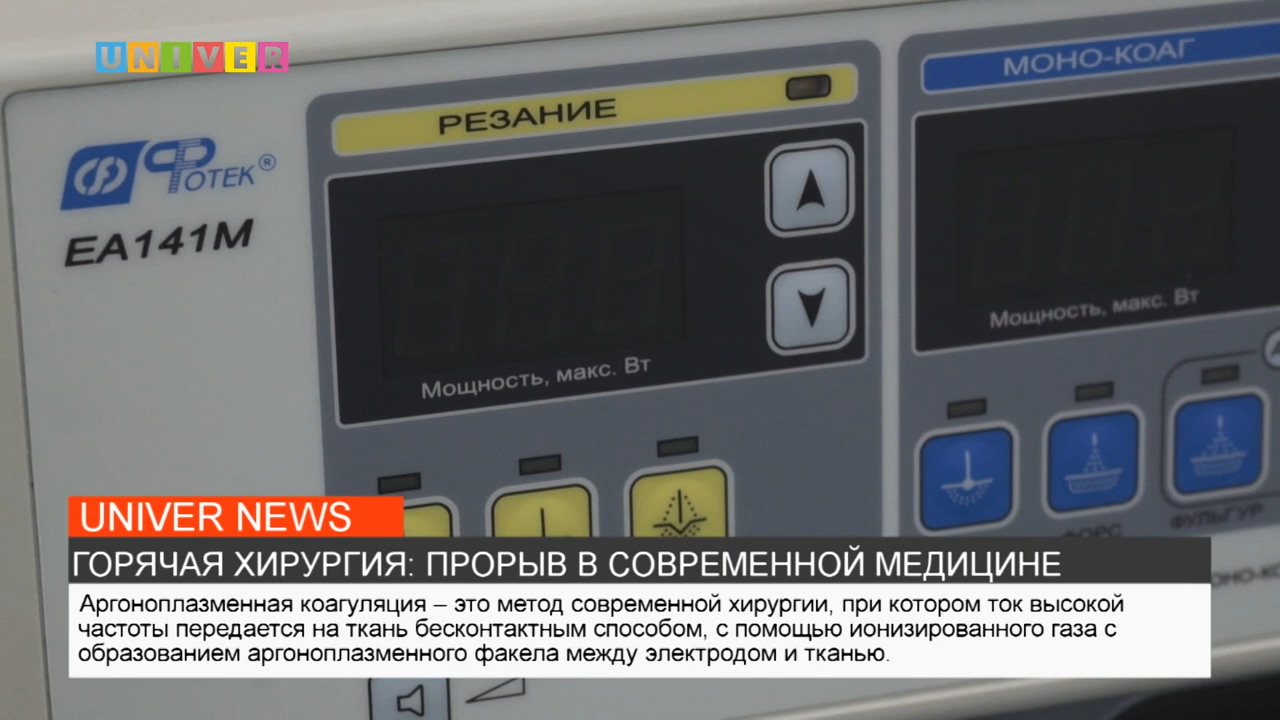 UNIVER
МОНО-КОАГ
РЕЗАНИЕ
ФОТЕК®
EA141M
Мощность, макс. Вт
Мощность, макс. Вт
ФОРС
ФУЛЬГУР
UNIVER NEWS
ГОРЯЧАЯ ХИРУРГИЯ: ПРОРЫВ В СОВРЕМЕННОЙ МЕДИЦИНЕ
Аргоноплазменная коагуляция – это метод современной хирургии, при котором ток высокой
частоты передается на ткань бесконтактным способом, с помощью ионизированного газа с
образованием аргоноплазменного факела между электродом и тканью.